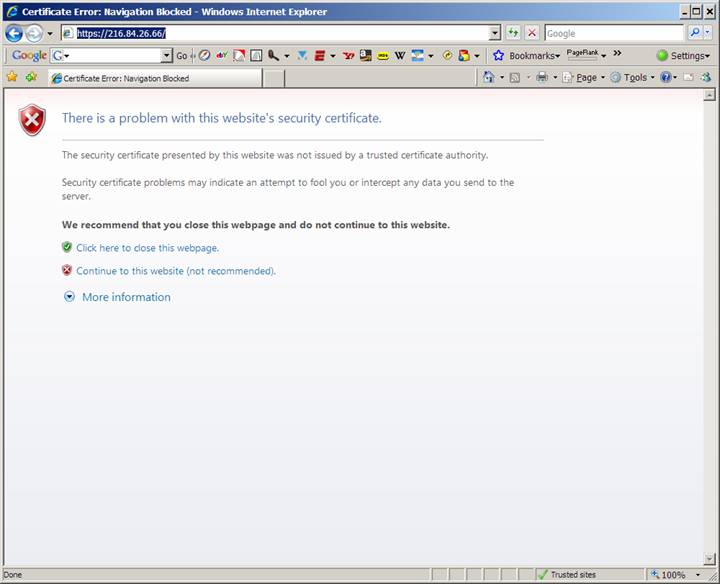 Certificate Error: Navigation Blocked - Windows Internet Explorer
https://216.84.26.66/
Google
Google G Go Bookmarks PageRank Settings
Certificate Error: Navigation Blocked
Page Tools
There is a problem with this website's security certificate.
The security certificate presented by this website was not issued by a trusted certificate authority.
Security certificate problems may indicate an attempt to fool you or intercept any data you send to the
server.
We recommend that you close this webpage and do not continue to this website.
Click here to close this webpage.
Continue to this website (not recommended).
More information
Done Trusted sites 100%